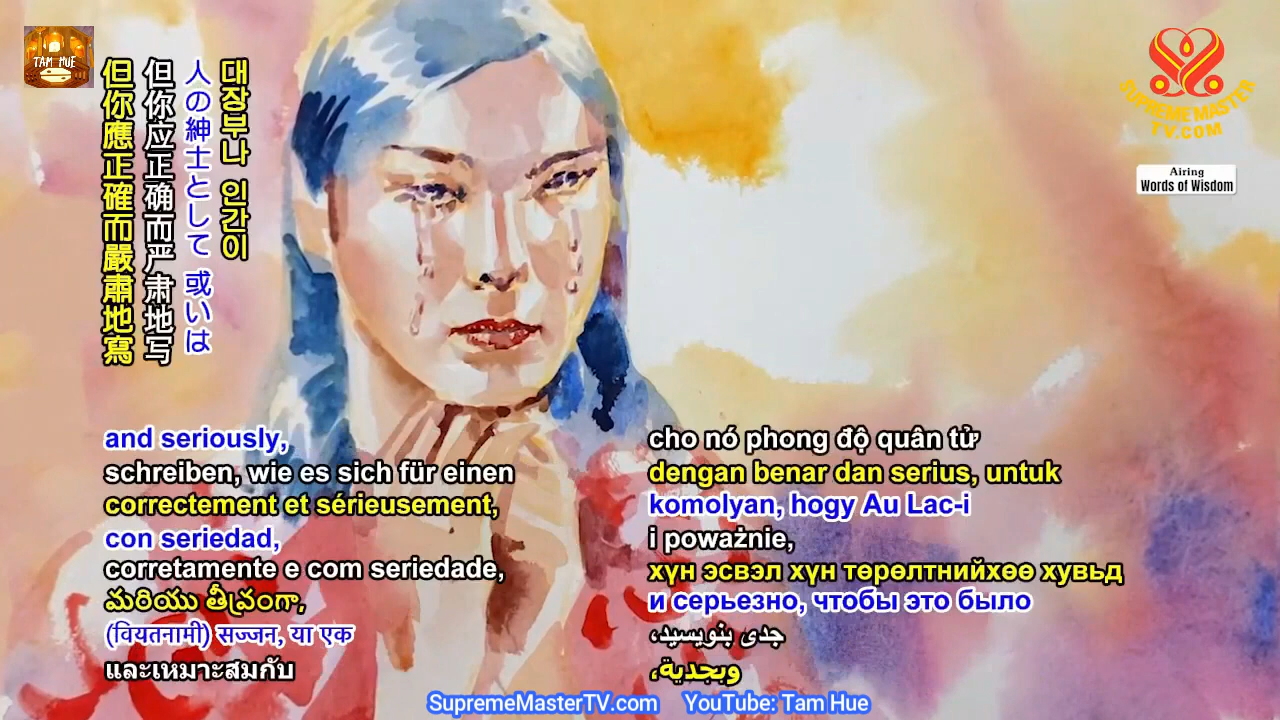 TAM HUE
SUPREME MASTER
TV.COM
Airing
Words of Wisdom
대장부나 인간이
人の紳士として 或いは
但你应正确而严肃地写
但你應正確而嚴肅地寫
and seriously,
schreiben, wie es sich für einen
correctement et sérieusement,
con seriedad,
corretamente e com seriedade,
మరియు తీవ్రంగా,
(वियतनामी) सज्जन, या एक
และเหมาะสมกับ
cho nó phong độ quân tử
dengan benar dan serius, untuk
komolyan, hogy Au Lac-i
i poważnie,
хүн эсвэл хүн төрөлтнийхөө хувьд
и серьезно, чтобы это было
جدی بنویسید،
وبجدية،
SupremeMasterTV.com YouTube: Tam Hue